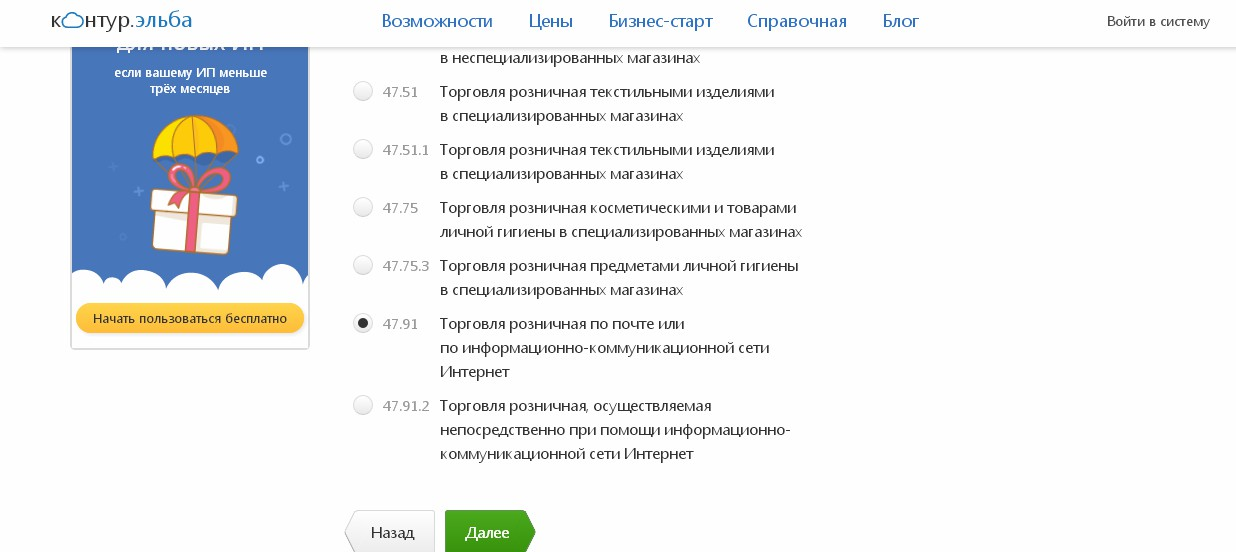 контур.эльба
Возможности
Цены
Бизнес-старт
Справочная
Блог
Войти в систему
для новых ИП
если вашему ИП меньше
трёх месяцев
Начать пользоваться бесплатно
в неспециализированных магазинах
47.51 Торговля розничная текстильными изделиями
в специализированных магазинах
47.51.1 Торговля розничная текстильными изделиями
в специализированных магазинах
47.75 Торговля розничная косметическими и товарами
личной гигиены в специализированных магазинах
47.75.3 Торговля розничная предметами личной гигиены
в специализированных магазинах
47.91 Торговля розничная по почте или
по информационно-коммуникационной сети
Интернет
47.91.2 Торговля розничная, осуществляемая
непосредственно при помощи информационно-
коммуникационной сети Интернет
Назад
Далее